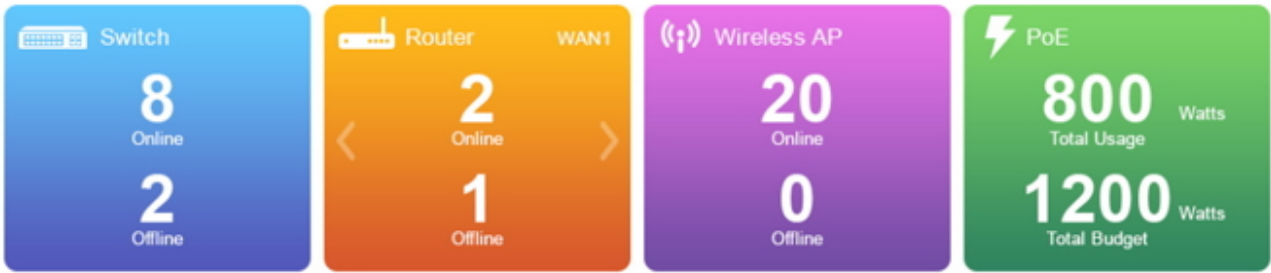 Switch
8
Online
2
Offline
Router WAN1
2
Online
1
Offline
Wireless AP
20
Online
0
Offline
PoE
800 Watts
Total Usage
1200 Watts
Total Budget